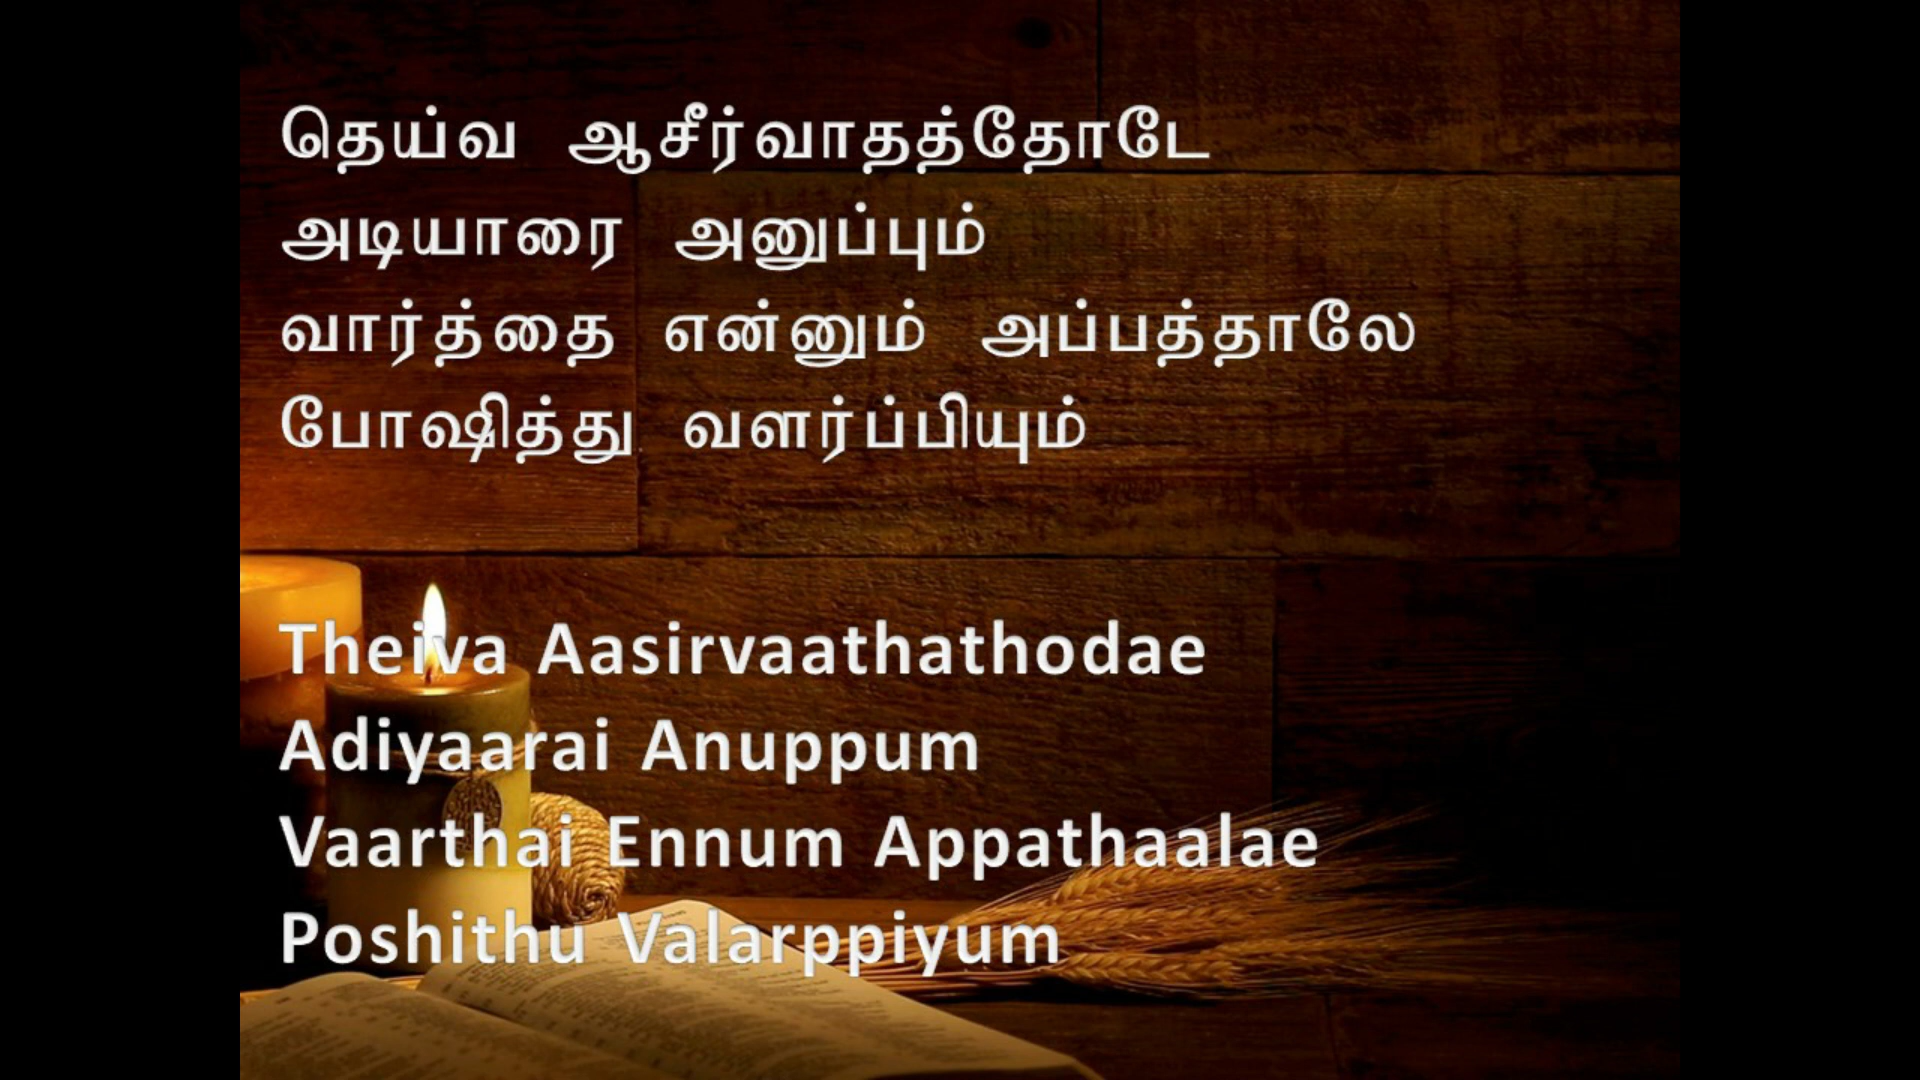 தெய்வ ஆசீர்வாதத்தோடே
அடியாரை அனுப்பும்
வார்த்தை என்னும் அப்பத்தாலே
போஷித்து வளர்ப்பியும்
Theiva Aasirvaathathodae
Adiyaarai Anuppum
Vaarthai Ennum Appathaalae
Poshithu Valarppiyum